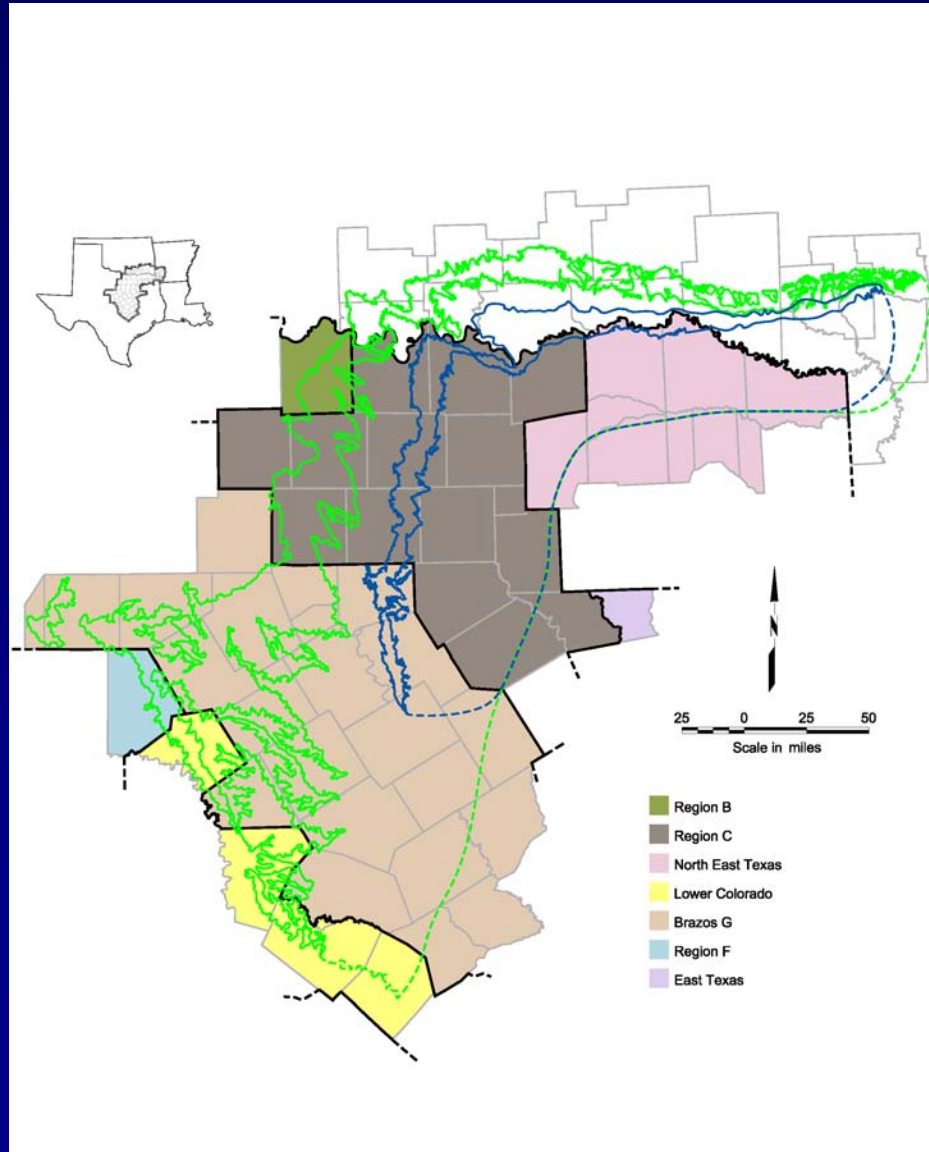 N
25 0 25 50
Scale in miles
Region B
Region C
North East Texas
Lower Colorado
Brazos G
Region F
East Texas